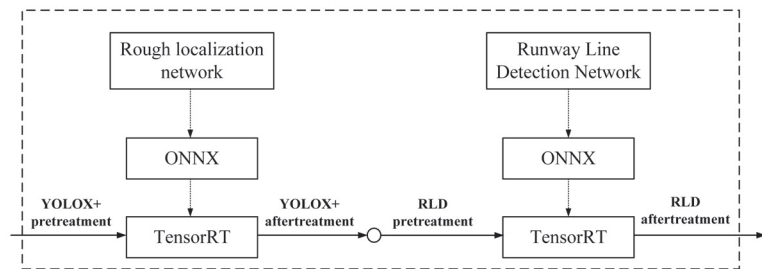 Rough localization
network
Runway Line
Detection Network
ONNX
ONNX
YOLOX+
pretreatment
YOLOX+
aftertreatment
RLD
pretreatment
RLD
aftertreatment
TensorRT
TensorRT